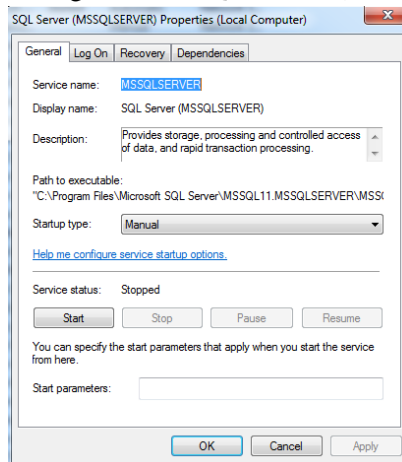 SQL Server (MSSQLSERVER) Properties (Local Computer)
General Log On Recovery Dependencies
Service name: MSSQLSERVER
Display name: SQL Server (MSSQLSERVER)
Description: Provides storage, processing and controlled access
of data, and rapid transaction processing.
Path to executable:
"C:\Program Files\Microsoft SQL Server\MSSQL11.MSSQLSERVER\MSS
Startup type: Manual
Help me configure service startup options.
Service status: Stopped
Start Stop Pause Resume
You can specify the start parameters that apply when you start the service
from here.
Start parameters:
OK Cancel Apply